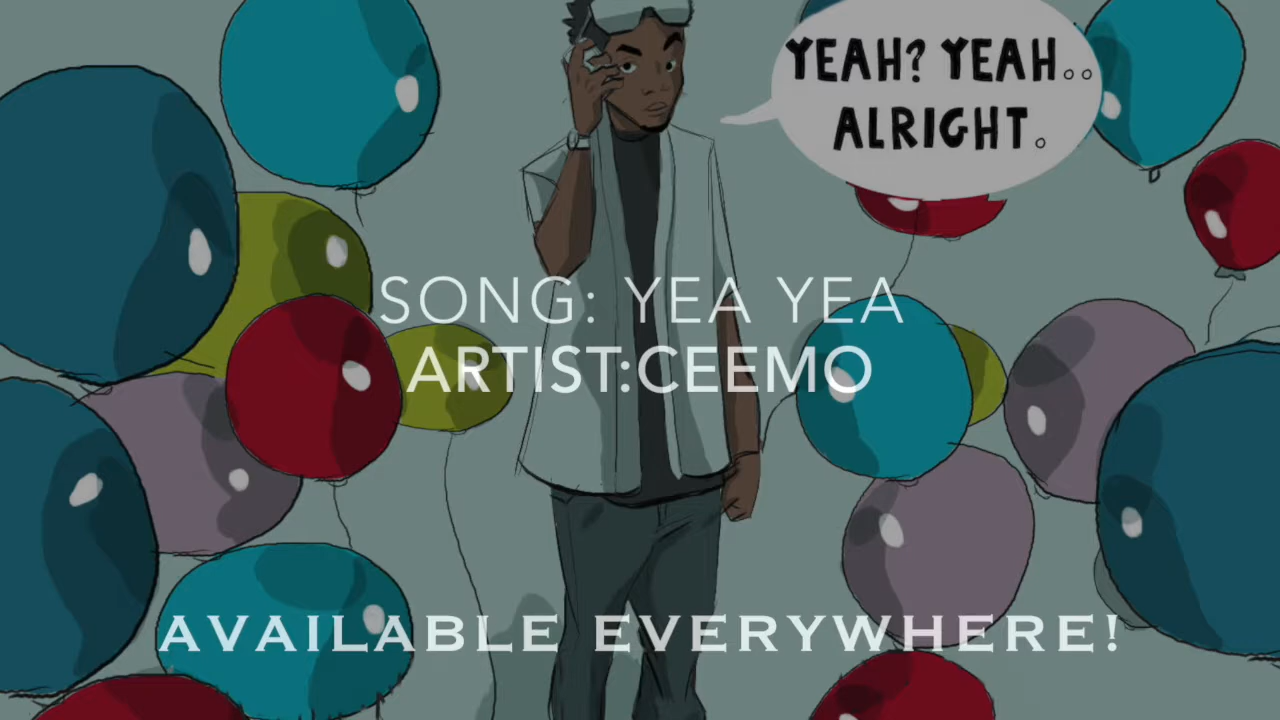 YEAH? YEAH..
ALRIGHT.
SONG: YEA YEA
ARTIST:CEEMO
AVAILABLE EVERYWHERE!